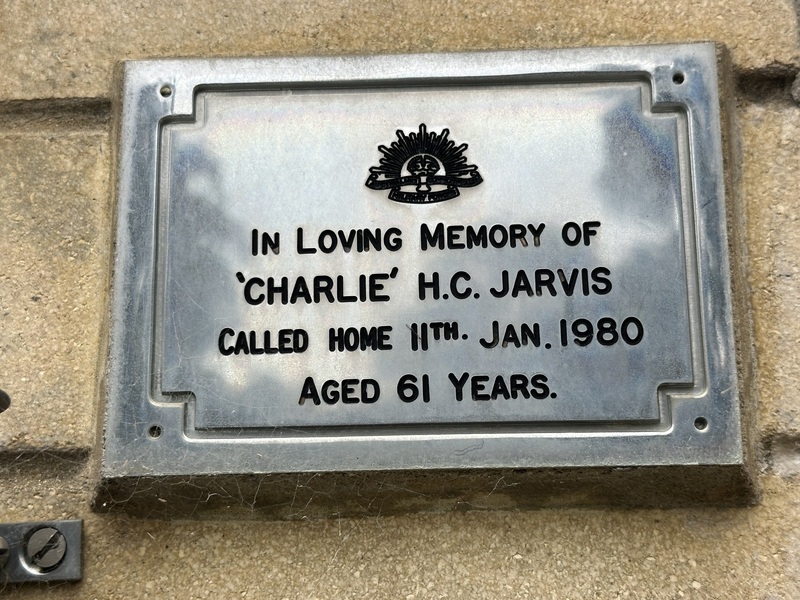 IN LOVING MEMORY OF
'CHARLIE' H.C. JARVIS
CALLED HOME 11TH. JAN. 1980
AGED 61 YEARS.